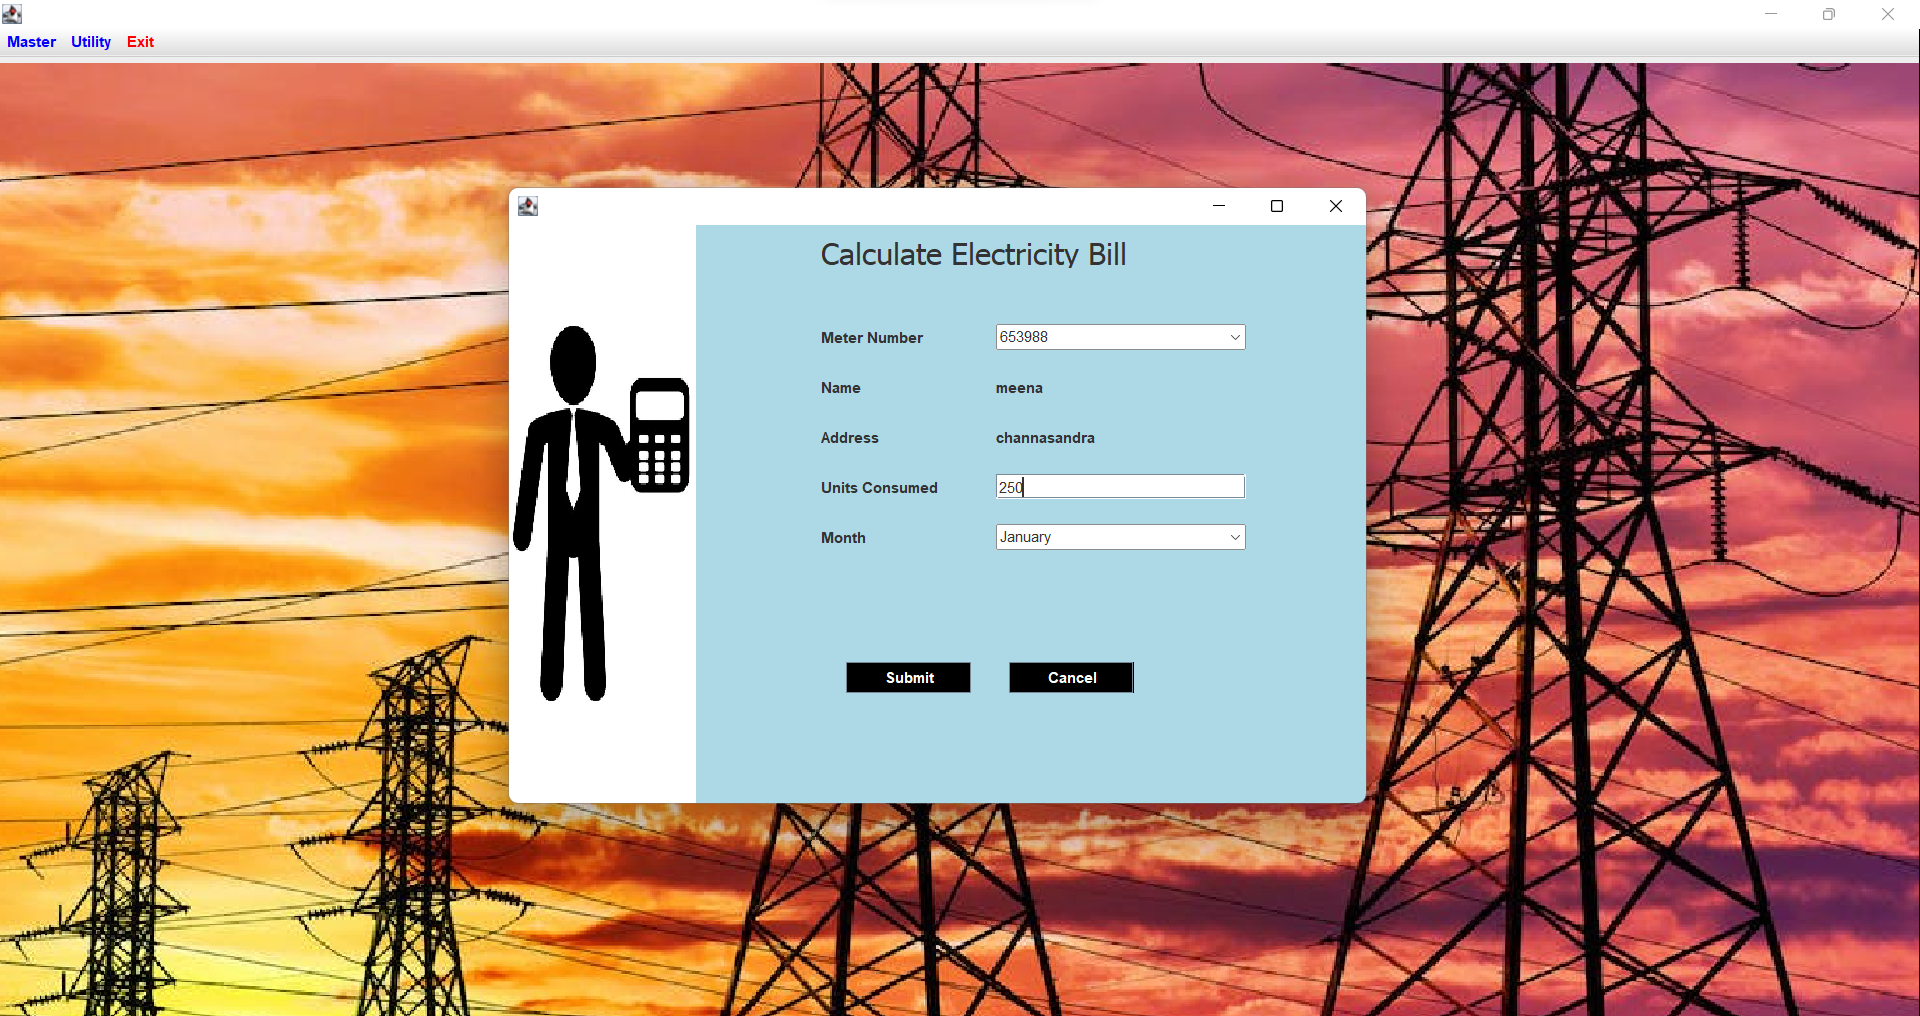 Master Utility Exit
Calculate Electricity Bill
Meter Number 653988
Name meena
Address channasandra
Units Consumed 250
Month January
Submit Cancel